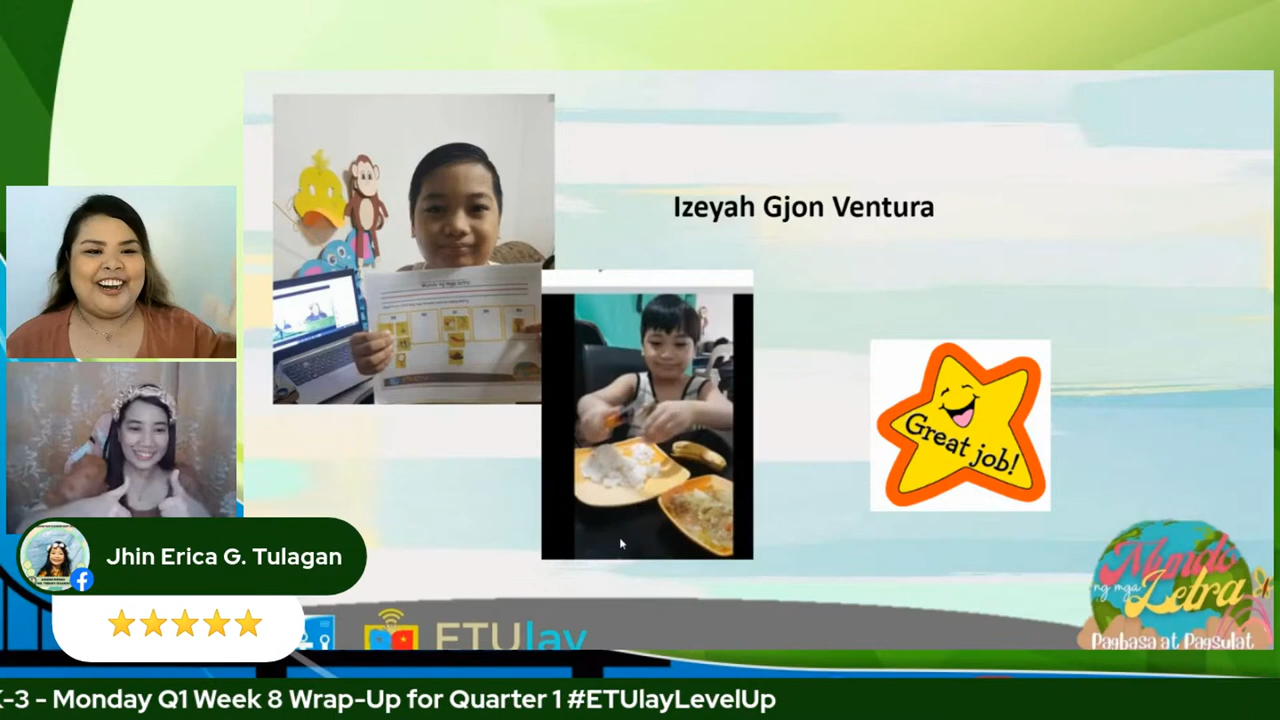 Izeyah Gjon Ventura
Great job!
Jhin Erica G. Tulagan
ETUlay
Mundo
ng mga
Letra
Pagbasa at Pagsulat
K-3 - Monday Q1 Week 8 Wrap-Up for Quarter 1 #ETUlayLevelUp